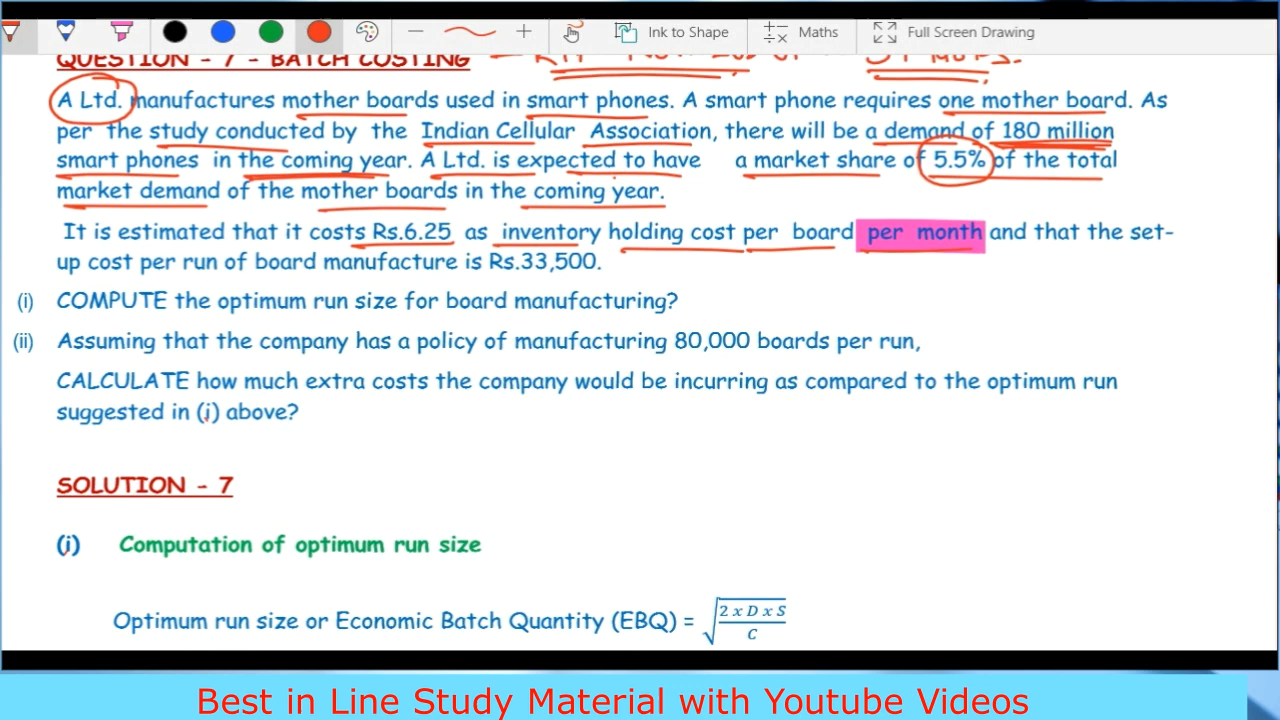 Ink to Shape Maths Full Screen Drawing
QUESTION - 7 - BATCH COSTING
A Ltd. manufactures mother boards used in smart phones. A smart phone requires one mother board. As
per the study conducted by the Indian Cellular Association, there will be a demand of 180 million
smart phones in the coming year. A Ltd. is expected to have a market share of 5.5% of the total
market demand of the mother boards in the coming year.
It is estimated that it costs Rs.6.25 as inventory holding cost per board per month and that the set-
up cost per run of board manufacture is Rs.33,500.
(i) COMPUTE the optimum run size for board manufacturing?
(ii) Assuming that the company has a policy of manufacturing 80,000 boards per run,
CALCULATE how much extra costs the company would be incurring as compared to the optimum run
suggested in (i) above?
SOLUTION - 7
(i) Computation of optimum run size
Optimum run size or Economic Batch Quantity (EBQ) = √(2 x D x S / C)
Best in Line Study Material with Youtube Videos